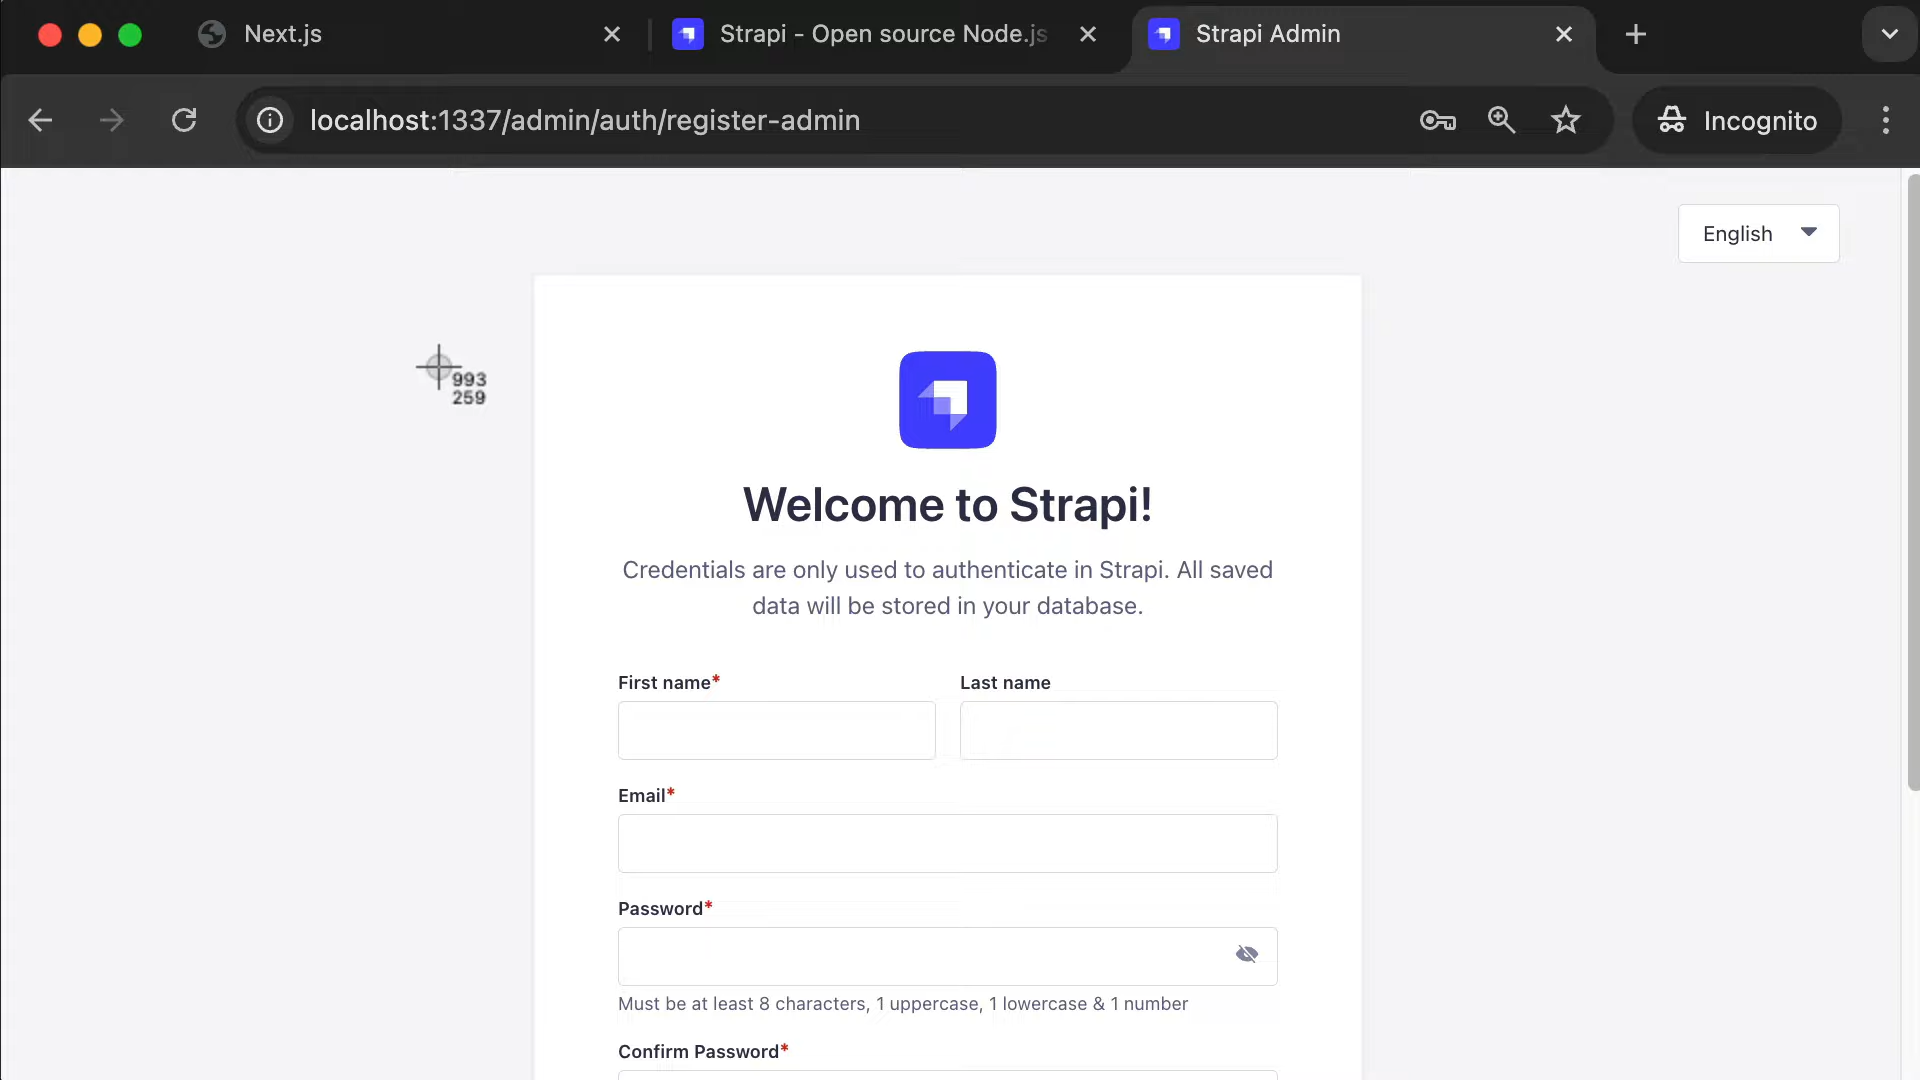 Next.js
Strapi - Open source Node.js
Strapi Admin
localhost:1337/admin/auth/register-admin
Incognito
English
993
259
Welcome to Strapi!
Credentials are only used to authenticate in Strapi. All saved
data will be stored in your database.
First name*
Last name
Email*
Password*
Must be at least 8 characters, 1 uppercase, 1 lowercase & 1 number
Confirm Password*